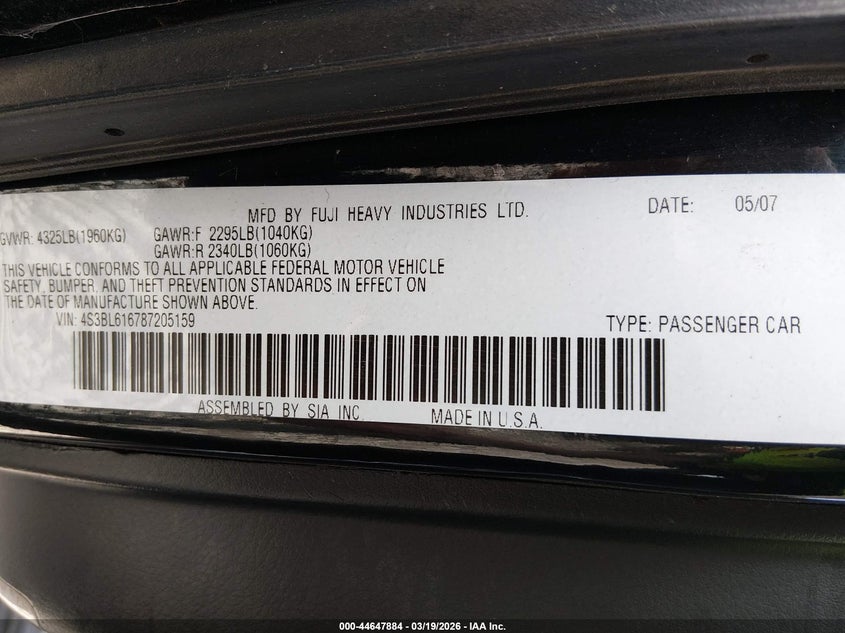 MFD BY FUJI HEAVY INDUSTRIES LTD. DATE: 05/07
GVWR: 4325LB(1960KG) GAWR:F 2295LB(1040KG)
GAWR:R 2340LB(1060KG)
THIS VEHICLE CONFORMS TO ALL APPLICABLE FEDERAL MOTOR VEHICLE
SAFETY, BUMPER, AND THEFT PREVENTION STANDARDS IN EFFECT ON
THE DATE OF MANUFACTURE SHOWN ABOVE.
VIN: 4S3BL616787205159 TYPE: PASSENGER CAR
ASSEMBLED BY SIA INC. MADE IN U.S.A.
000-44647884 | 03/19/2026 - IAA Inc.